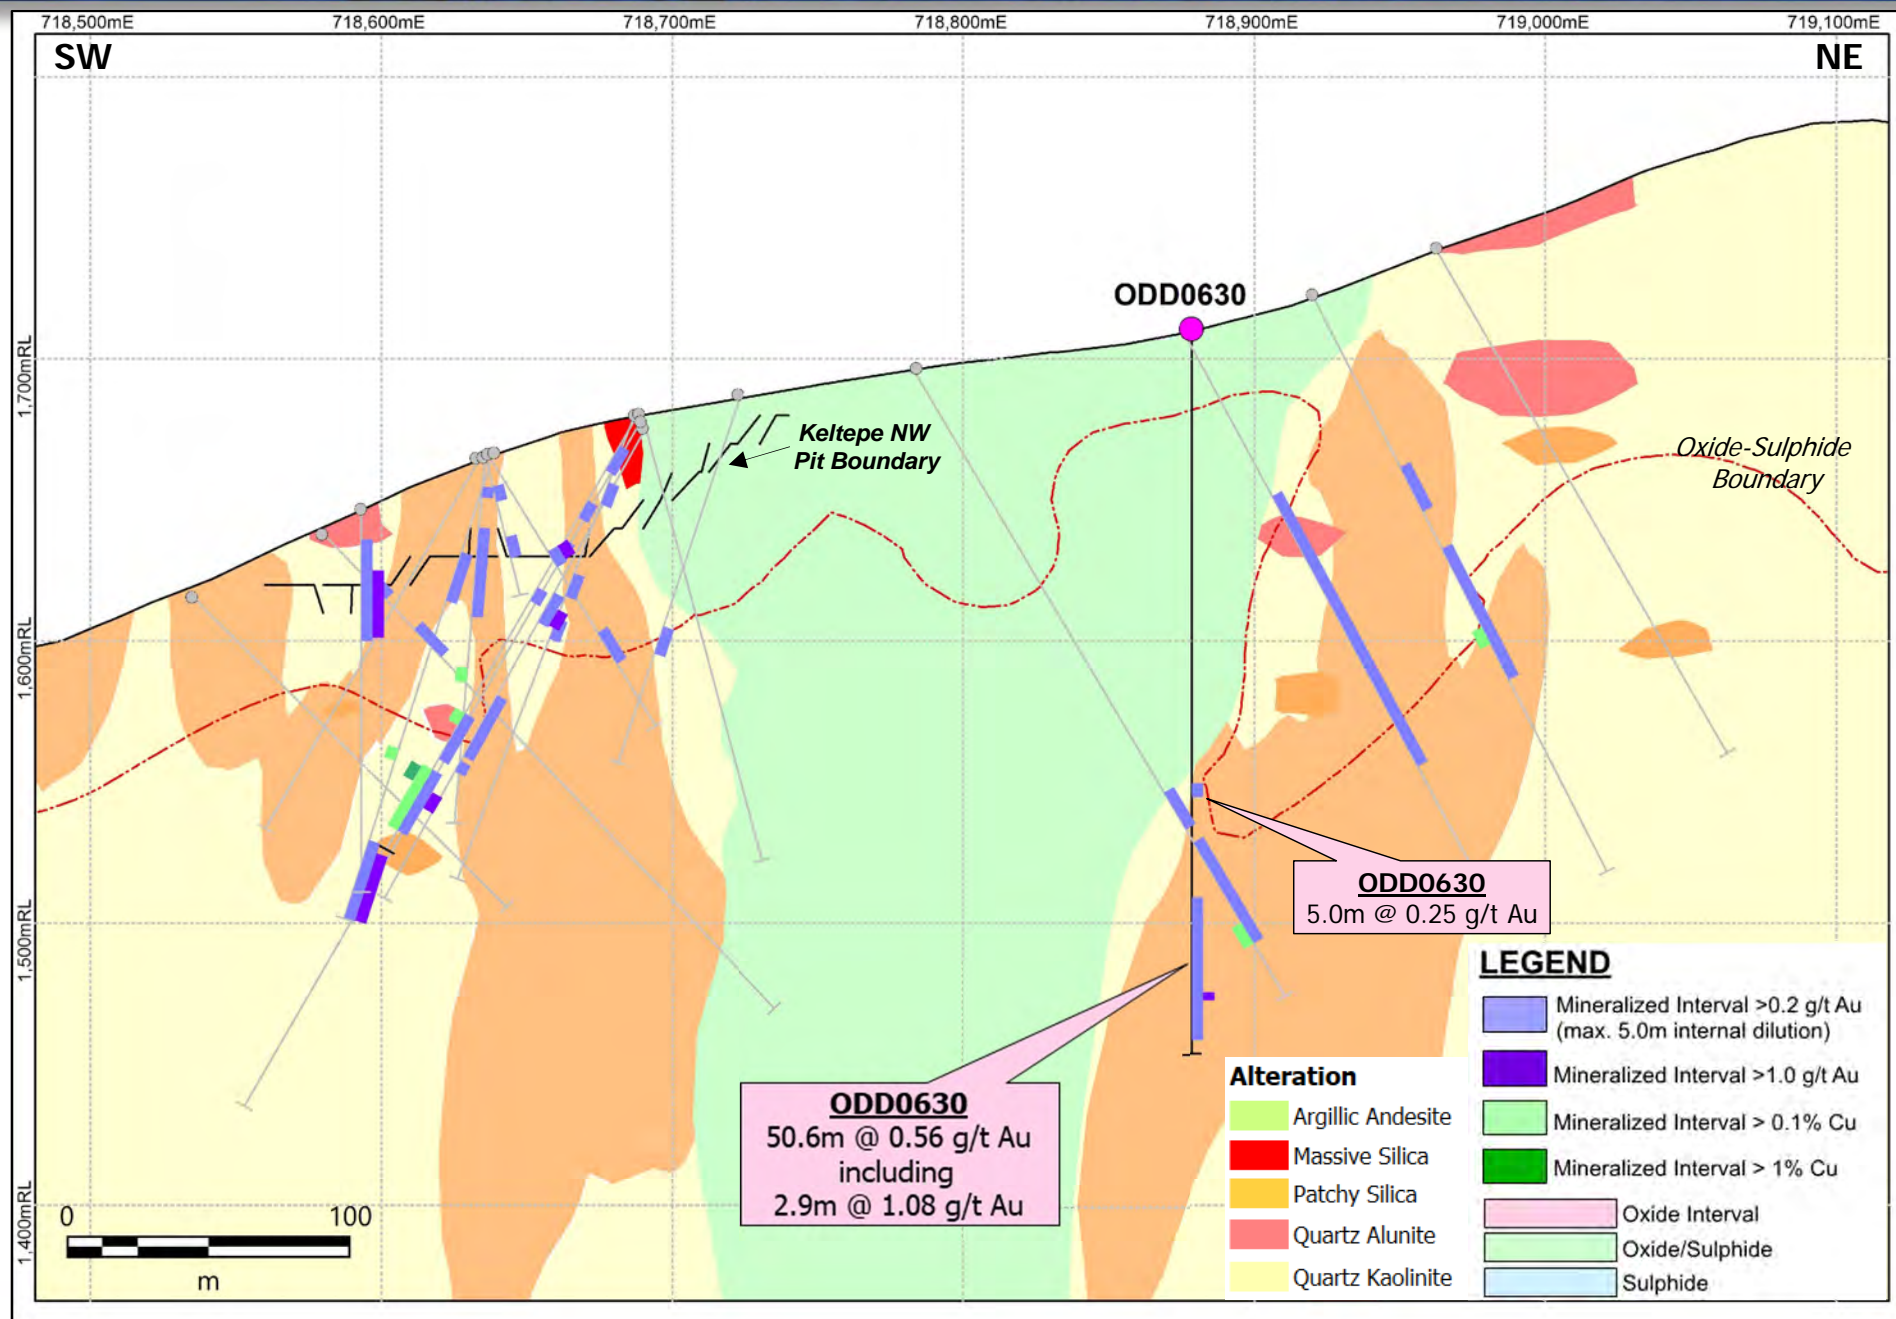 718,500mE 718,600mE 718,700mE 718,800mE 718,900mE 719,000mE 719,100mE
SW NE
ODD0630
1,700mRL
Keltepe NW
Pit Boundary
Oxide-Sulphide
Boundary
1,600mRL
ODD0630
5.0m @ 0.25 g/t Au
1,500mRL
ODD0630
50.6m @ 0.56 g/t Au
including
2.9m @ 1.08 g/t Au
1,400mRL
0 100
m
Alteration
Argillic Andesite
Massive Silica
Patchy Silica
Quartz Alunite
Quartz Kaolinite
LEGEND
Mineralized Interval >0.2 g/t Au
(max. 5.0m internal dilution)
Mineralized Interval >1.0 g/t Au
Mineralized Interval > 0.1% Cu
Mineralized Interval > 1% Cu
Oxide Interval
Oxide/Sulphide
Sulphide